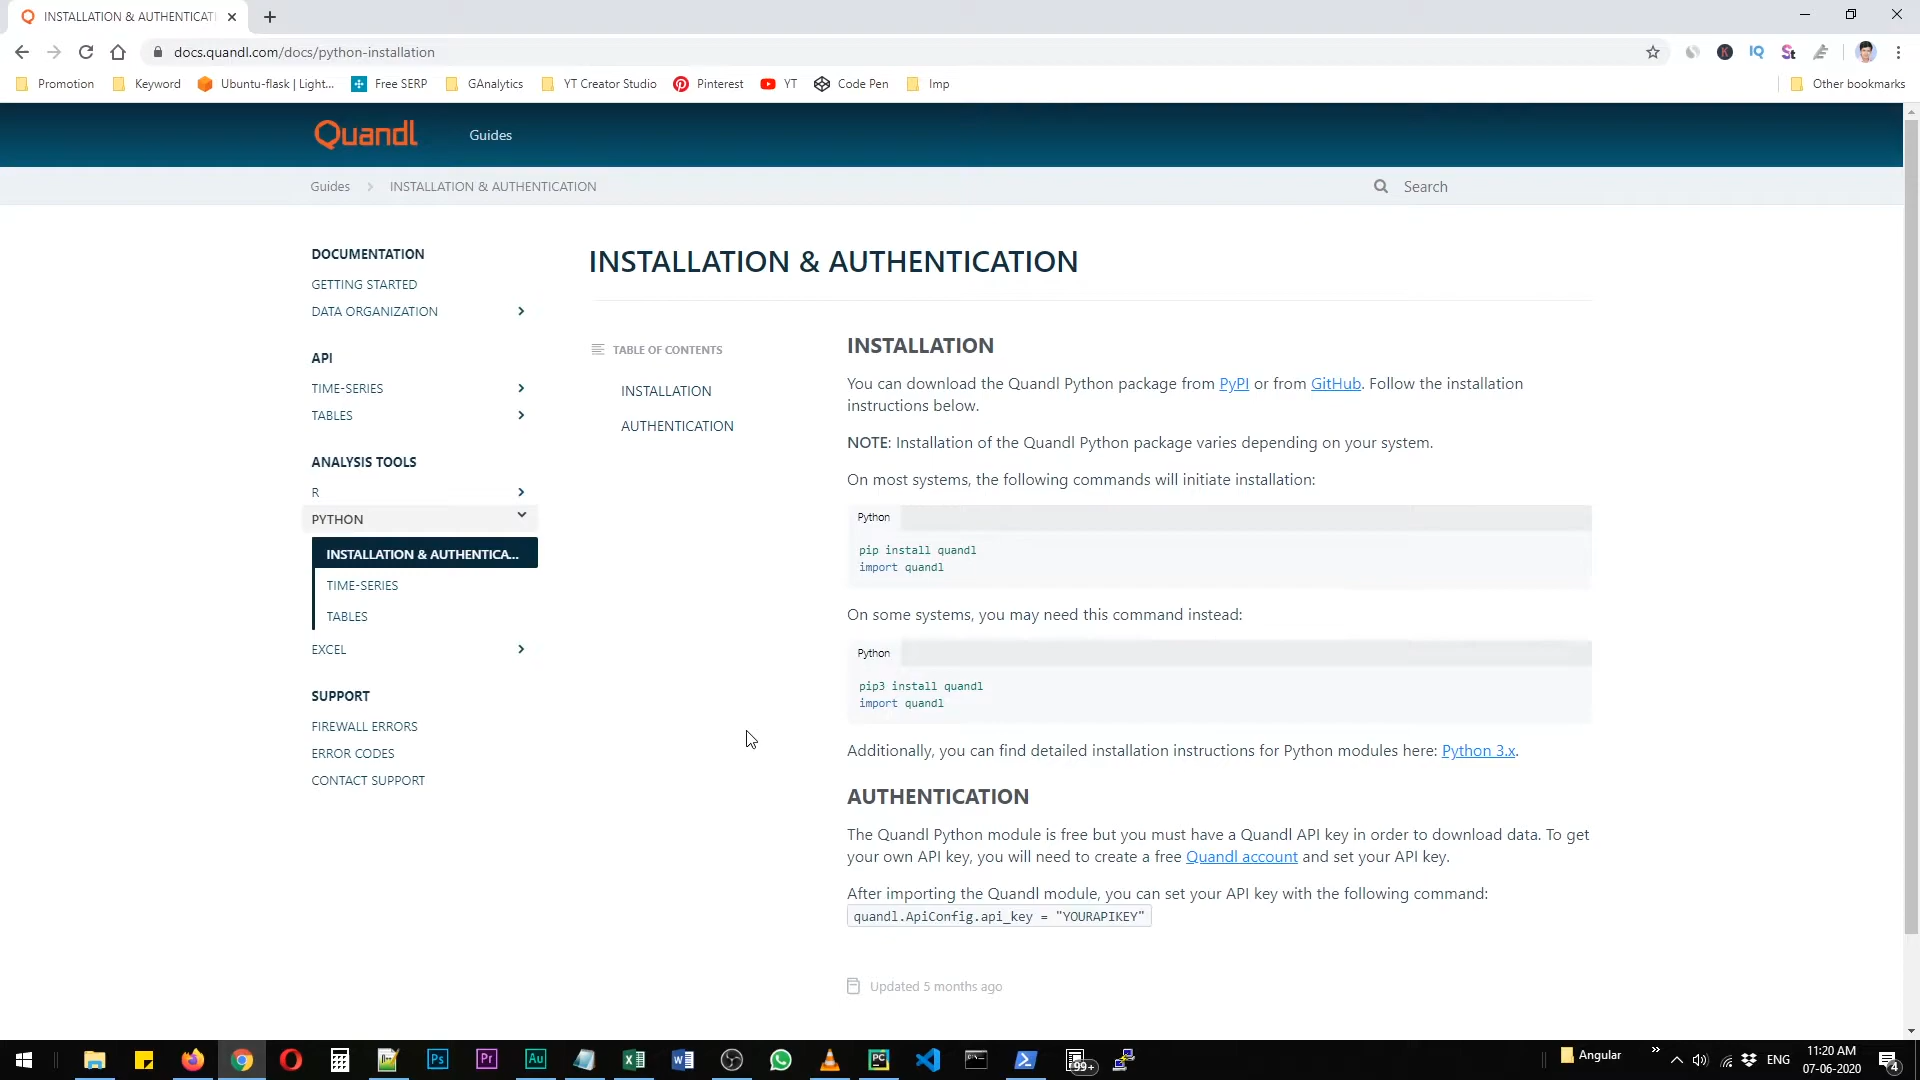 INSTALLATION & AUTHENTICATI
docs.quandl.com/docs/python-installation
Promotion
Keyword
Ubuntu-flask | Light...
Free SERP
GAnalytics
YT Creator Studio
Pinterest
YT
Code Pen
Imp
Other bookmarks
Quandl
Guides
Guides > INSTALLATION & AUTHENTICATION
Search
DOCUMENTATION
GETTING STARTED
DATA ORGANIZATION
API
TIME-SERIES
TABLES
ANALYSIS TOOLS
R
PYTHON
INSTALLATION & AUTHENTICA...
TIME-SERIES
TABLES
EXCEL
SUPPORT
FIREWALL ERRORS
ERROR CODES
CONTACT SUPPORT
INSTALLATION & AUTHENTICATION
TABLE OF CONTENTS
INSTALLATION
AUTHENTICATION
INSTALLATION
You can download the Quandl Python package from PyPI or from GitHub. Follow the installation
instructions below.
NOTE: Installation of the Quandl Python package varies depending on your system.
On most systems, the following commands will initiate installation:
Python
pip install quandl
import quandl
On some systems, you may need this command instead:
Python
pip3 install quandl
import quandl
Additionally, you can find detailed installation instructions for Python modules here: Python 3.x.
AUTHENTICATION
The Quandl Python module is free but you must have a Quandl API key in order to download data. To get
your own API key, you will need to create a free Quandl account and set your API key.
After importing the Quandl module, you can set your API key with the following command:
quandl.ApiConfig.api_key = "YOURAPIKEY"
Updated 5 months ago
K
IQ
St
Ps
Pr
Au
PC
99+
Angular
ENG
11:20 AM
07-06-2020
4